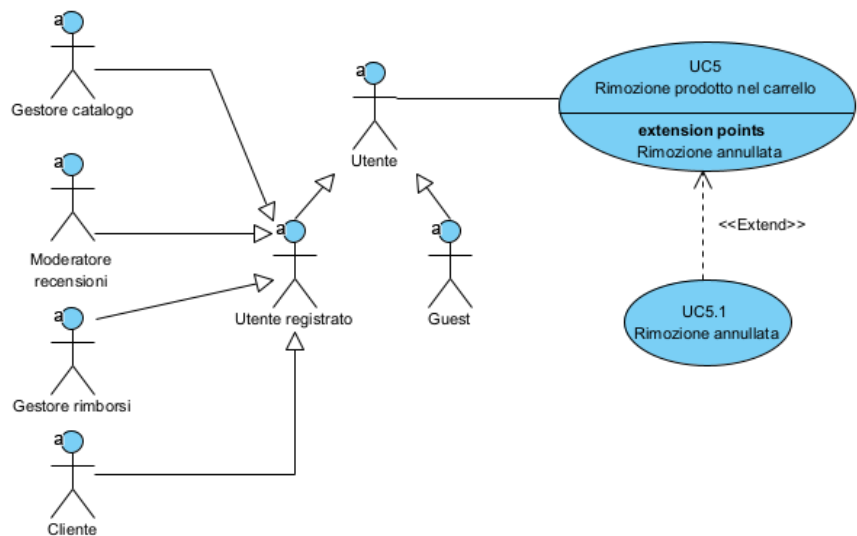 a
Gestore catalogo
a
Moderatore
recensioni
a
Gestore rimborsi
a
Cliente
a
Utente registrato
a
Utente
a
Guest
UC5
Rimozione prodotto nel carrello
extension points
Rimozione annullata
<<Extend>>
UC5.1
Rimozione annullata